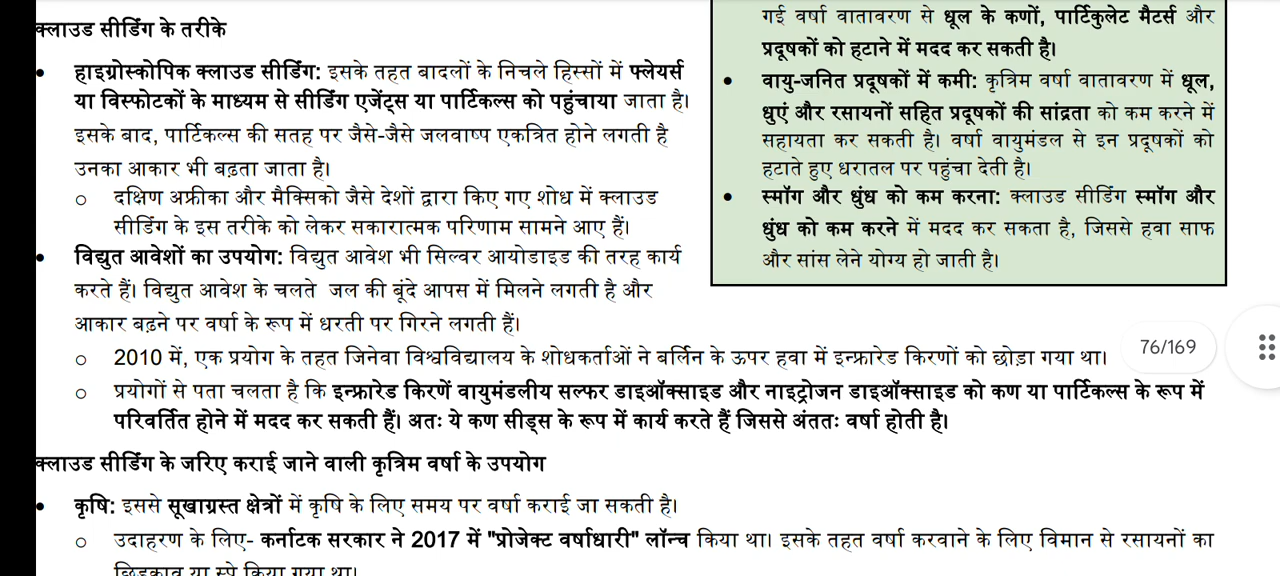 क्लाउड सीडिंग के तरीके
• हाइग्रोस्कोपिक क्लाउड सीडिंग: इसके तहत बादलों के निचले हिस्सों में फ्लेयर्स
या विस्फोटकों के माध्यम से सीडिंग एजेंट्स या पार्टिकल्स को पहुंचाया जाता है।
इसके बाद, पार्टिकल्स की सतह पर जैसे-जैसे जलवाष्प एकत्रित होने लगती है
उनका आकार भी बढ़ता जाता है।
○ दक्षिण अफ्रीका और मैक्सिको जैसे देशों द्वारा किए गए शोध में क्लाउड
सीडिंग के इस तरीके को लेकर सकारात्मक परिणाम सामने आए हैं।
• विद्युत आवेशों का उपयोग: विद्युत आवेश भी सिल्वर आयोडाइड की तरह कार्य
करते हैं। विद्युत आवेश के चलते जल की बूंदे आपस में मिलने लगती है और
आकार बढ़ने पर वर्षा के रूप में धरती पर गिरने लगती हैं।
○ 2010 में, एक प्रयोग के तहत जिनेवा विश्वविद्यालय के शोधकर्ताओं ने बर्लिन के ऊपर हवा में इन्फ्रारेड किरणों को छोड़ा गया था।
○ प्रयोगों से पता चलता है कि इन्फ्रारेड किरणें वायुमंडलीय सल्फर डाइऑक्साइड और नाइट्रोजन डाइऑक्साइड को कण या पार्टिकल्स के रूप में
परिवर्तित होने में मदद कर सकती हैं। अतः ये कण सीड्स के रूप में कार्य करते हैं जिससे अंततः वर्षा होती है।
गई वर्षा वातावरण से धूल के कणों, पार्टिकुलेट मैटर्स और
प्रदूषकों को हटाने में मदद कर सकती है।
• वायु-जनित प्रदूषकों में कमी: कृत्रिम वर्षा वातावरण में धूल,
धुएं और रसायनों सहित प्रदूषकों की सांद्रता को कम करने में
सहायता कर सकती है। वर्षा वायुमंडल से इन प्रदूषकों को
हटाते हुए धरातल पर पहुंचा देती है।
• स्मॉग और धुंध को कम करना: क्लाउड सीडिंग स्मॉग और
धुंध को कम करने में मदद कर सकता है, जिससे हवा साफ
और सांस लेने योग्य हो जाती है।
76/169
क्लाउड सीडिंग के जरिए कराई जाने वाली कृत्रिम वर्षा के उपयोग
• कृषि: इससे सूखाग्रस्त क्षेत्रों में कृषि के लिए समय पर वर्षा कराई जा सकती है।
○ उदाहरण के लिए- कर्नाटक सरकार ने 2017 में "प्रोजेक्ट वर्षाधारी" लॉन्च किया था। इसके तहत वर्षा करवाने के लिए विमान से रसायनों का
छिड़काव या स्प्रे किया गया था।